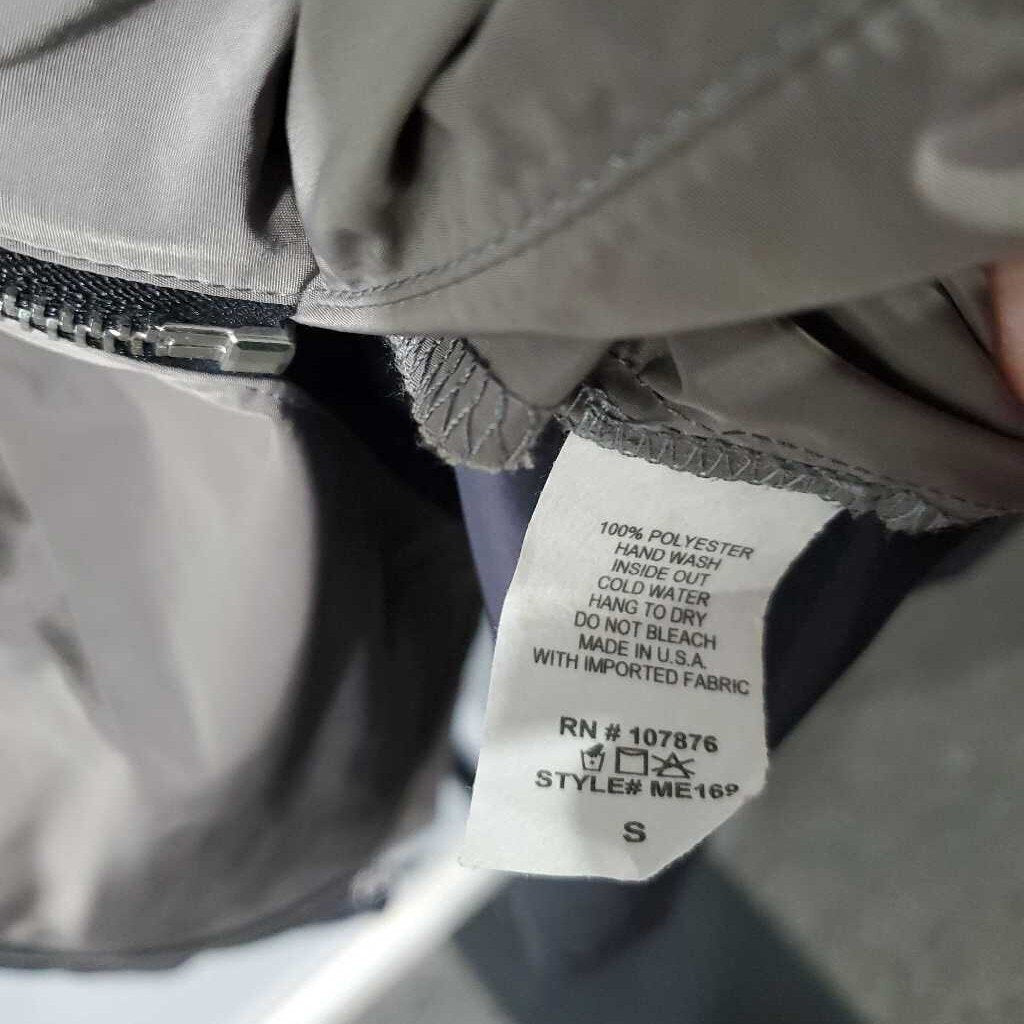 100% POLYESTER
HAND WASH
INSIDE OUT
COLD WATER
HANG TO DRY
DO NOT BLEACH
MADE IN U.S.A.
WITH IMPORTED FABRIC
RN # 107876
STYLE#
S